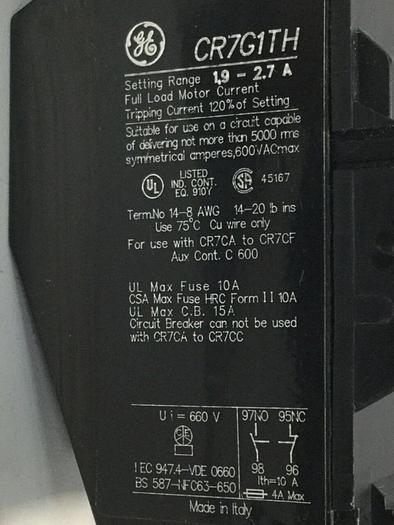 GE
CR7G1TH
Setting Range 1,9 - 2.7 A
Full Load Motor Current
Tripping Current 120% of Setting
Suitable for use on a circuit capable
of delivering not more than 5000 rms
symmetrical amperes,600VACmax
UL LISTED IND. CONT. EQ. 910Y SA 45167
Term.No 14-8 AWG 14-20 lb ins
Use 75°C Cu wire only
For use with CR7CA to CR7CF
Aux Cont. C 600
UL Max Fuse 10A
CSA Max Fuse HRC Form II 10A
UL Max C.B. 15A
Circuit Breaker can not be used
with CR7CA to CR7CC
Ui = 660 V 97NO 95NC
98 96
IEC 947.4-VDE 0660 Ith=10 A
BS 587-NFC63-650 4A Max
Made in Italy